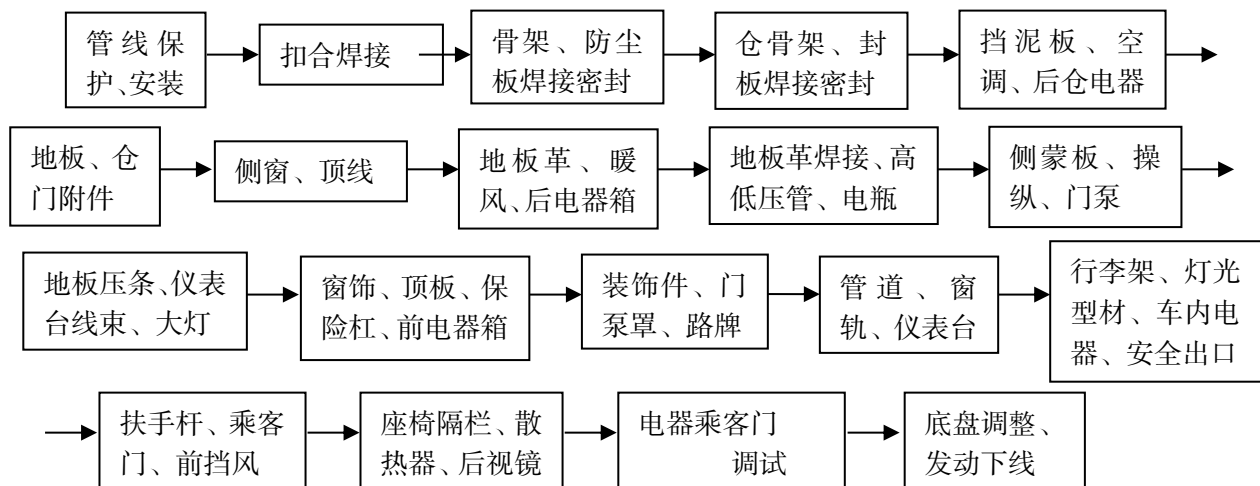 管线保
护、安装
扣合焊接
骨架、防尘
板焊接密封
仓骨架、封
板焊接密封
挡泥板、空
调、后仓电器
地板、仓
门附件
侧窗、顶线
地板革、暖
风、后电器箱
地板革焊接、高
低压管、电瓶
侧蒙板、操
纵、门泵
地板压条、仪表
台线束、大灯
窗饰、顶板、保
险杠、前电器箱
装饰件、门
泵罩、路牌
管道、窗
轨、仪表台
行李架、灯光
型材、车内电
器、安全出口
扶手杆、乘客
门、前挡风
座椅隔栏、散
热器、后视镜
电器乘客门
调试
底盘调整、
发动下线